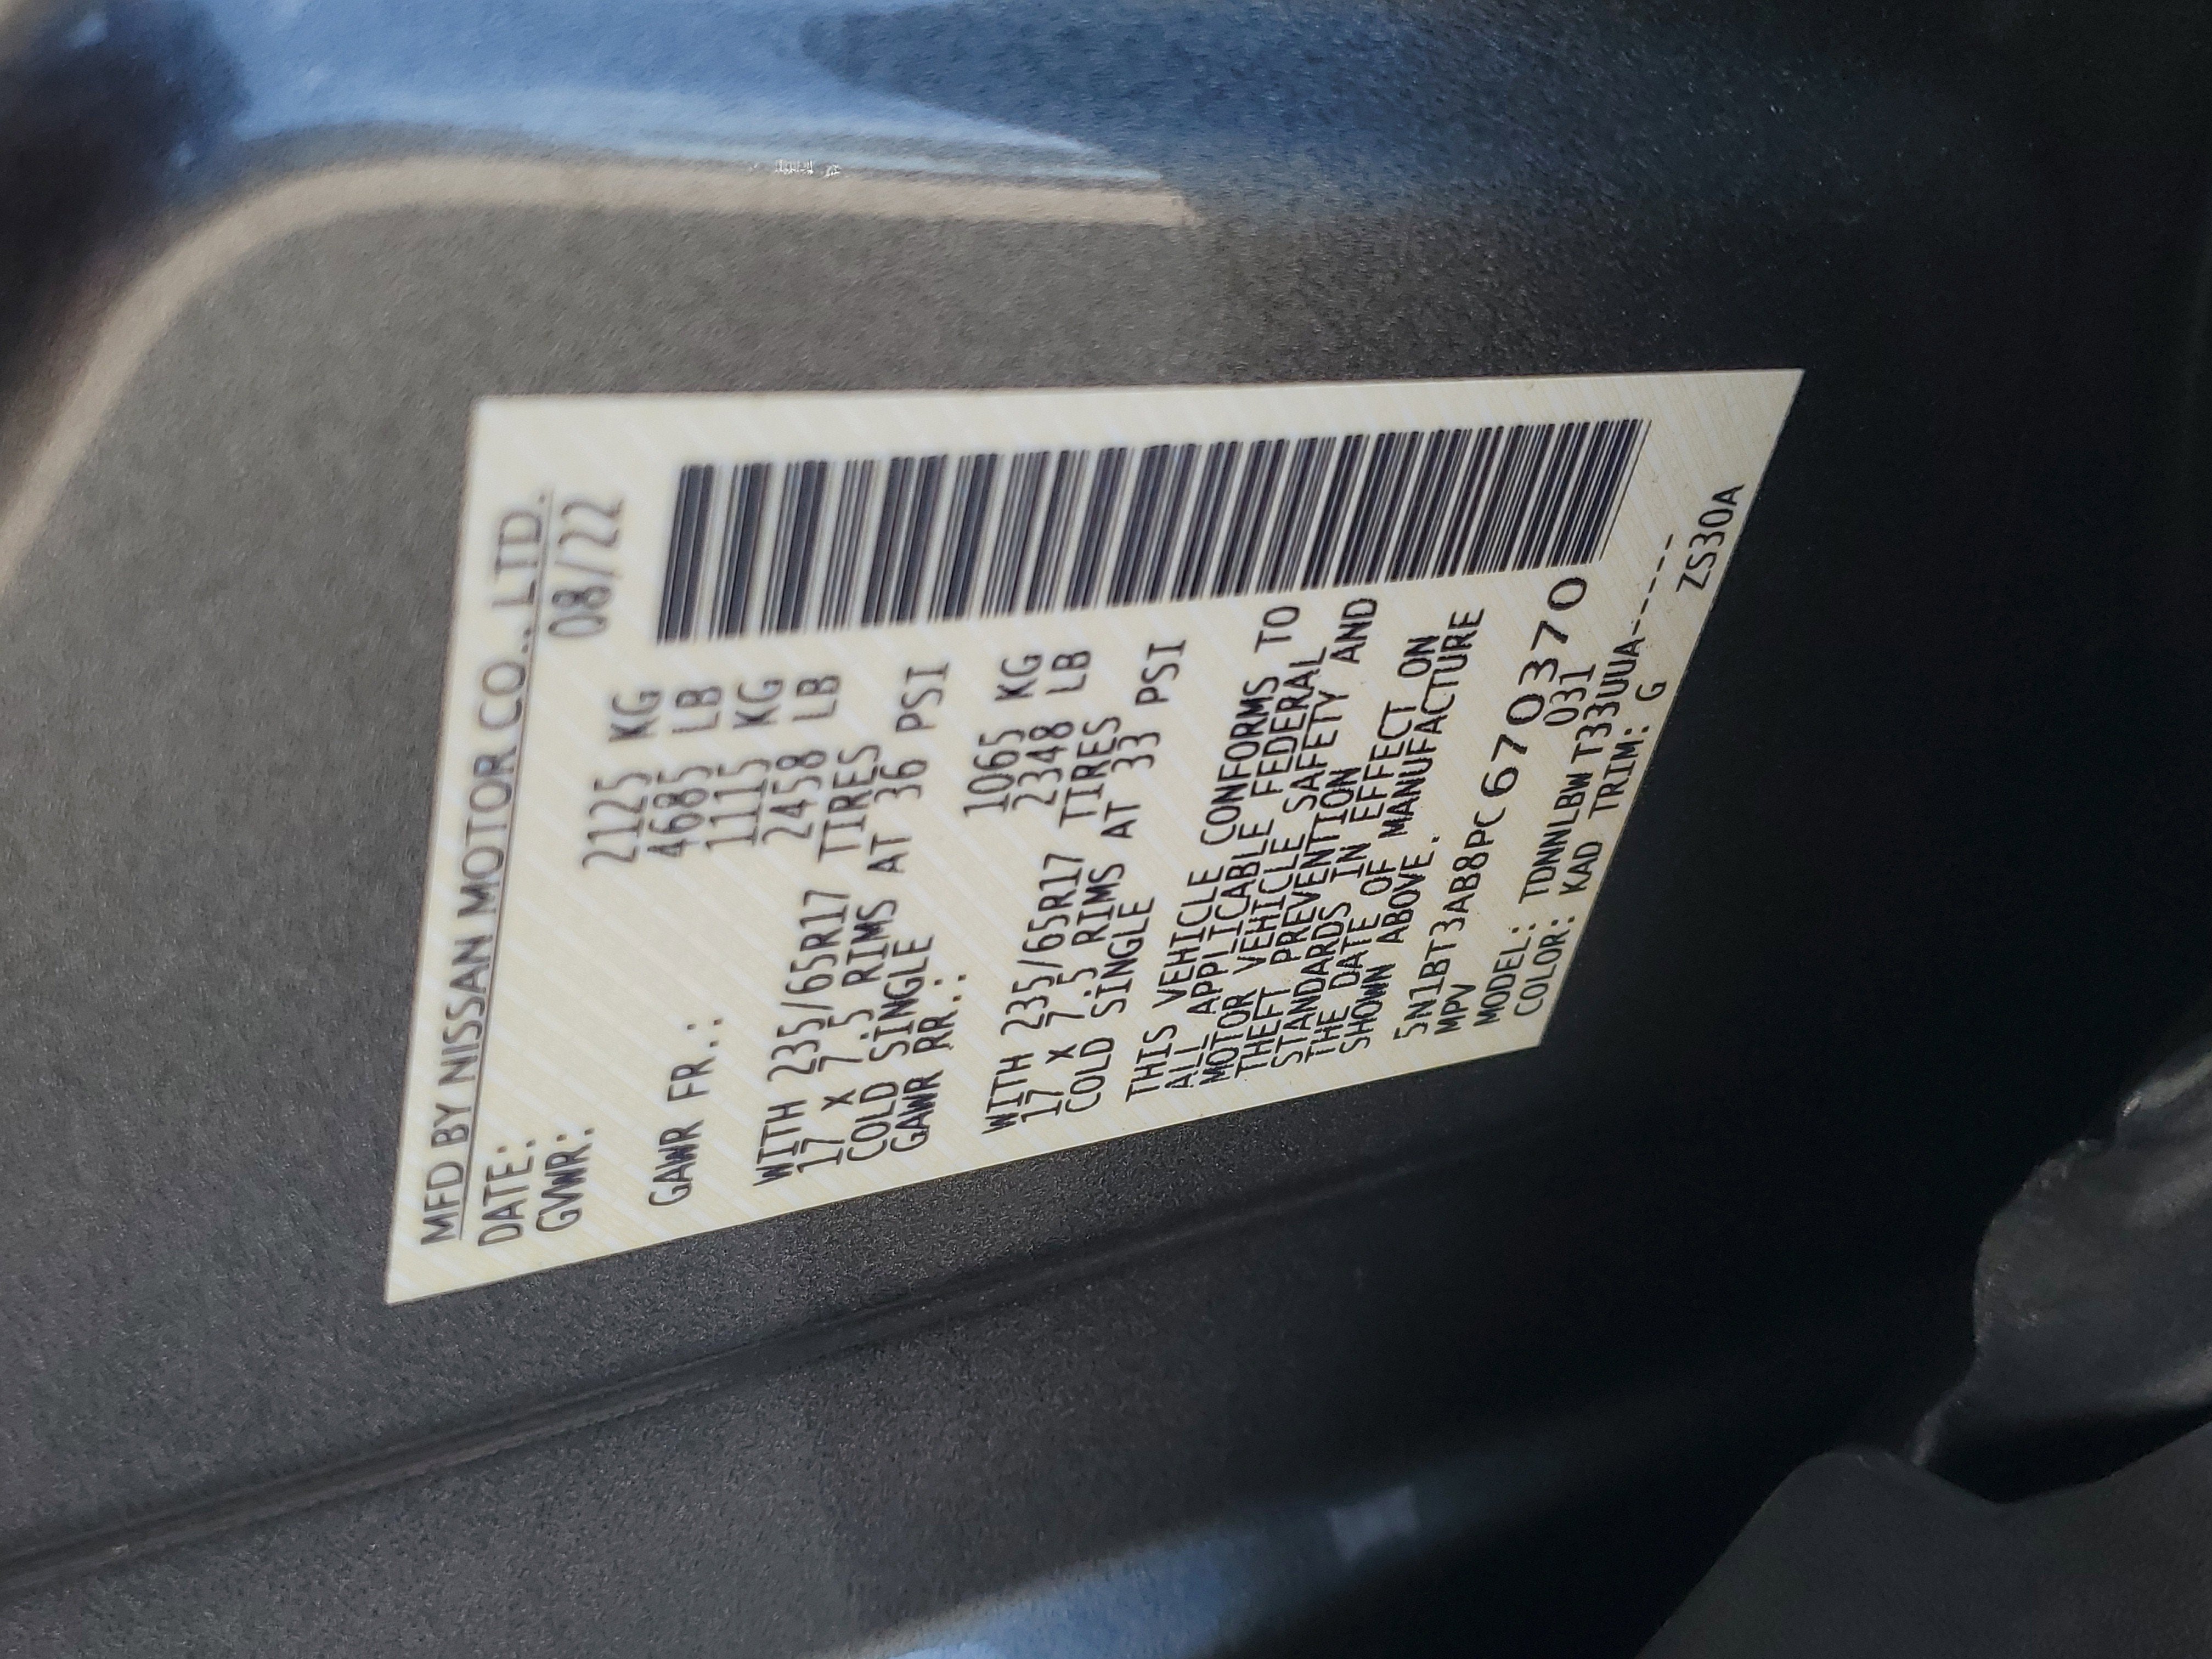 MFD BY NISSAN MOTOR CO., LTD.
DATE: 08/22
GVWR: 2125 KG
4685 LB
GAWR FR.: 1115 KG
2458 LB
WITH 235/65R17 TIRES
17 X 7.5 RIMS AT 36 PSI
COLD SINGLE
GAWR RR.: 1065 KG
2348 LB
WITH 235/65R17 TIRES
17 X 7.5 RIMS AT 33 PSI
COLD SINGLE
THIS VEHICLE CONFORMS TO
ALL APPLICABLE FEDERAL
MOTOR VEHICLE SAFETY AND
THEFT PREVENTION
STANDARDS IN EFFECT ON
THE DATE OF MANUFACTURE
SHOWN ABOVE.
5N1BT3AB8PC670370
MPV 031
MODEL: TDNNLBW T33UUA-----
COLOR: KAD TRIM: G ZS30A